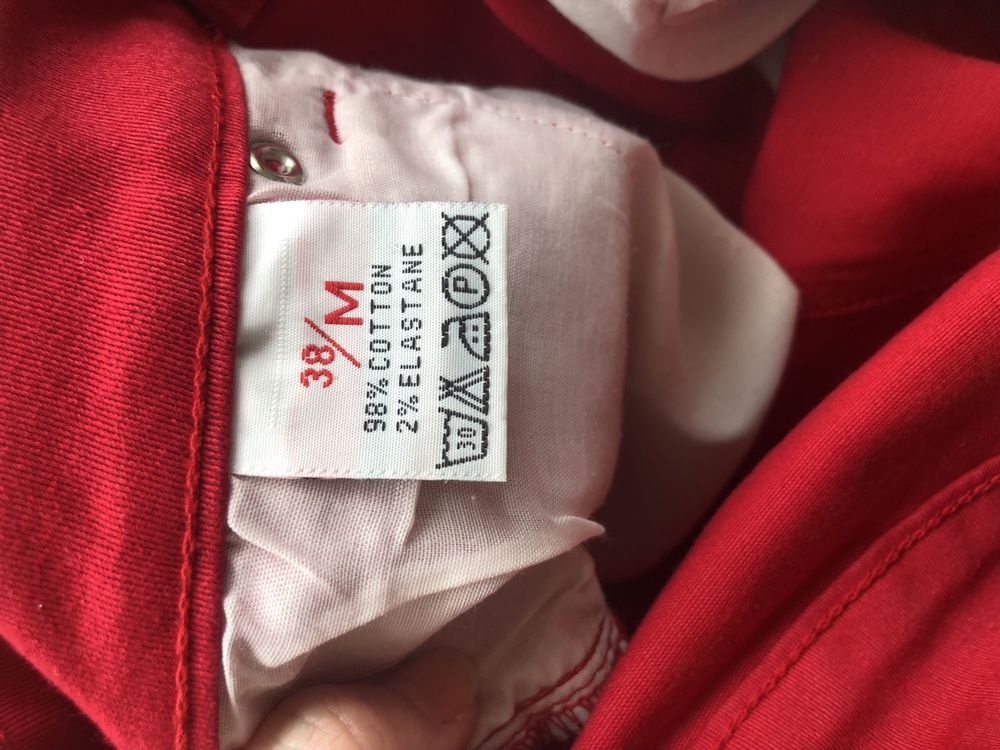 38/M
98% COTTON
2% ELASTANE
30 P